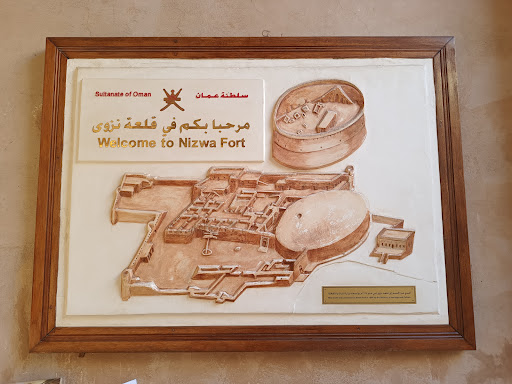 Sultanate of Oman سلطنة عمان
مرحبا بكم في قلعة نزوى
Welcome to Nizwa Fort